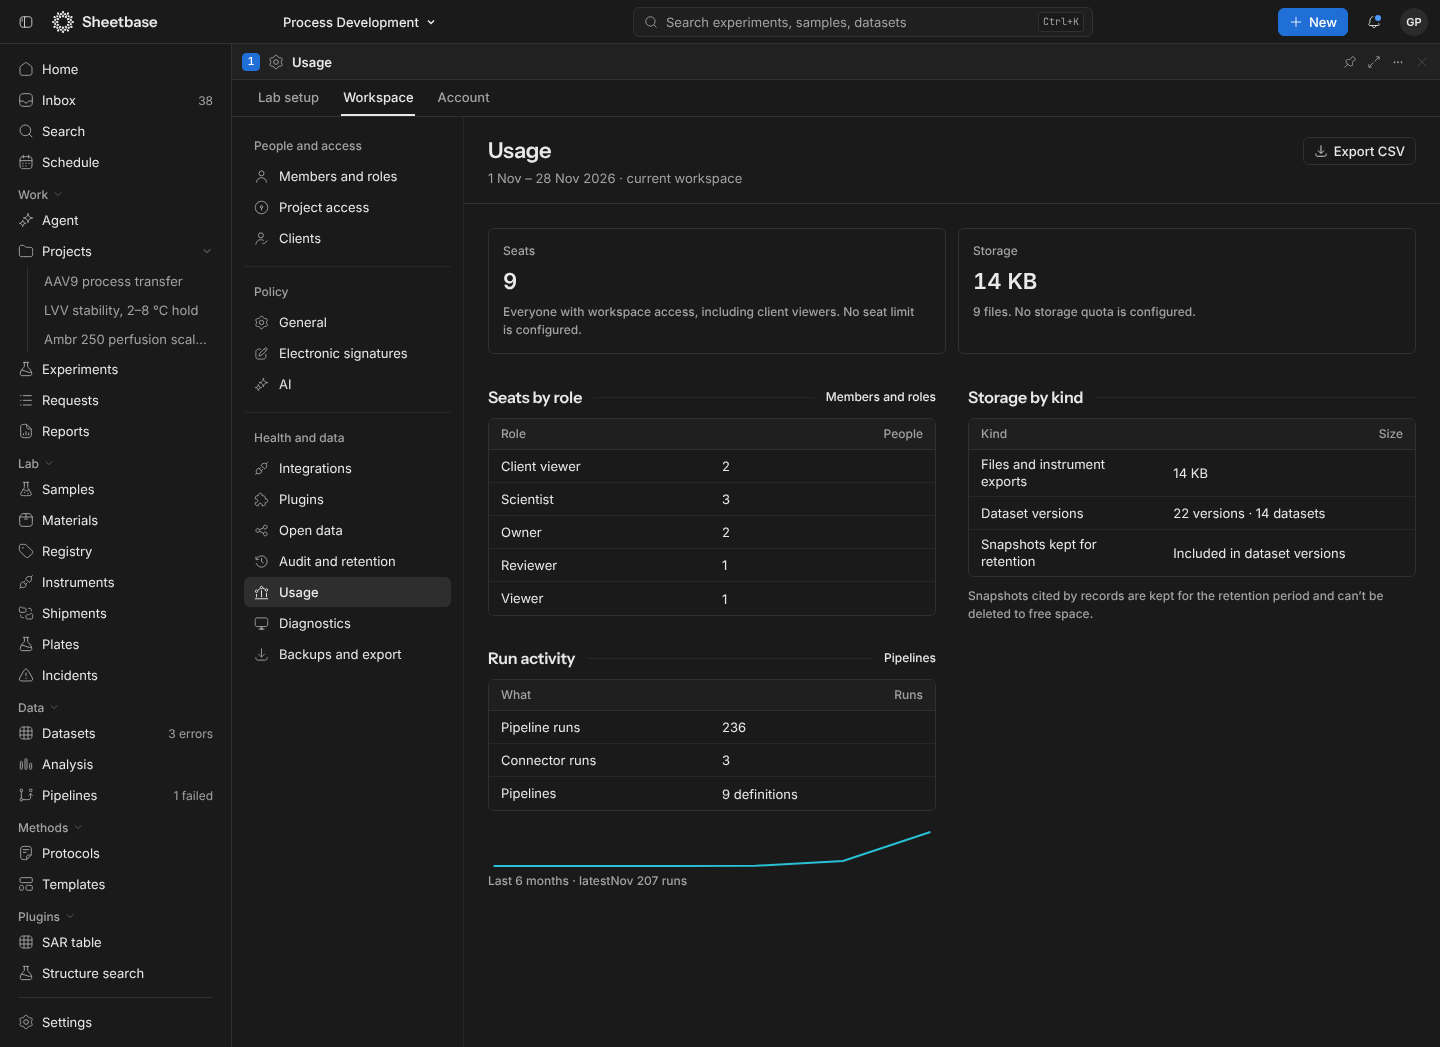 Sheetbase
Process Development
Search experiments, samples, datasets
Ctrl+K
New
GP
Home
Inbox 38
Search
Schedule
Work
Agent
Projects
AAV9 process transfer
LVV stability, 2–8 °C hold
Ambr 250 perfusion scal...
Experiments
Requests
Reports
Lab
Samples
Materials
Registry
Instruments
Shipments
Plates
Incidents
Data
Datasets 3 errors
Analysis
Pipelines 1 failed
Methods
Protocols
Templates
Plugins
SAR table
Structure search
Settings
1 Usage
Lab setup Workspace Account
People and access
Members and roles
Project access
Clients
Policy
General
Electronic signatures
AI
Health and data
Integrations
Plugins
Open data
Audit and retention
Usage
Diagnostics
Backups and export
Usage
1 Nov – 28 Nov 2026 · current workspace
Export CSV
Seats
9
Everyone with workspace access, including client viewers. No seat limit
is configured.
Storage
14 KB
9 files. No storage quota is configured.
Seats by role Members and roles
Role People
Client viewer 2
Scientist 3
Owner 2
Reviewer 1
Viewer 1
Storage by kind
Kind Size
Files and instrument
exports
14 KB
Dataset versions 22 versions · 14 datasets
Snapshots kept for
retention
Included in dataset versions
Snapshots cited by records are kept for the retention period and can't be
deleted to free space.
Run activity Pipelines
What Runs
Pipeline runs 236
Connector runs 3
Pipelines 9 definitions
Last 6 months · latestNov 207 runs